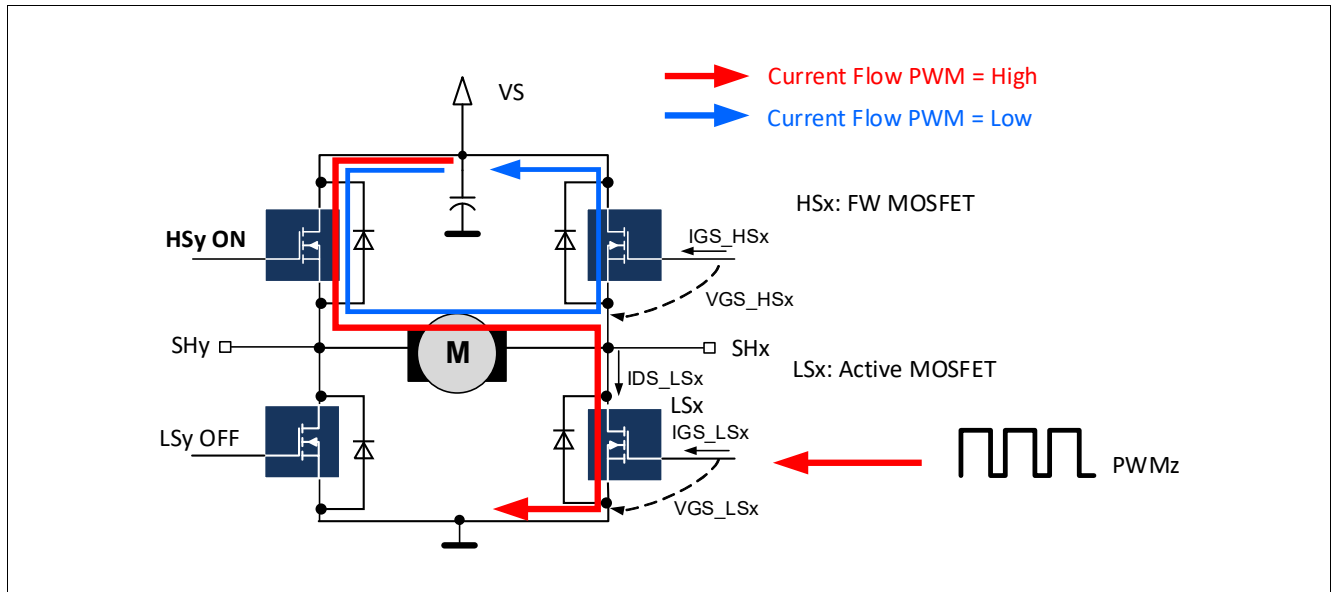 Current Flow PWM = High
VS
Current Flow PWM = Low
HSx: FW MOSFET
HSy ON
IGS_HSx
VGS_HSx
SHy
M
SHx
LSx: Active MOSFET
IDS_LSx
LSx
LSy OFF
IGS_LSx
PWMz
VGS_LSx